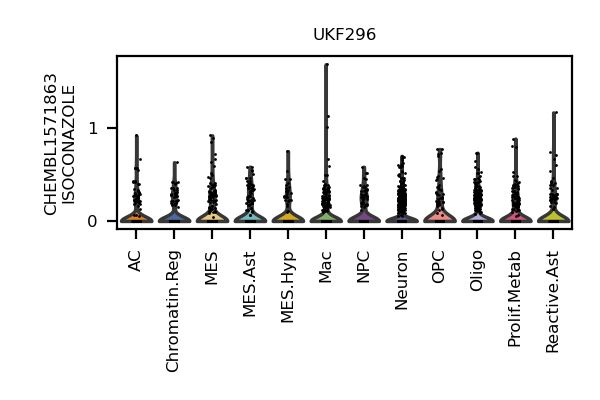 UKF296
CHEMBL1571863
ISOCONAZOLE
1
0
AC
Chromatin.Reg
MES
MES.Ast
MES.Hyp
Mac
NPC
Neuron
OPC
Oligo
Prolif.Metab
Reactive.Ast